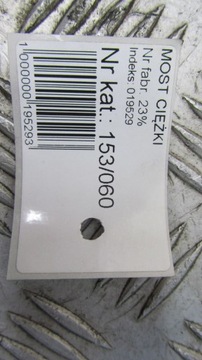 MOST CIĘŻKI
Nr fabr. 23%
Indeks: 019529
Nr kat.: 153/060
1000000195293